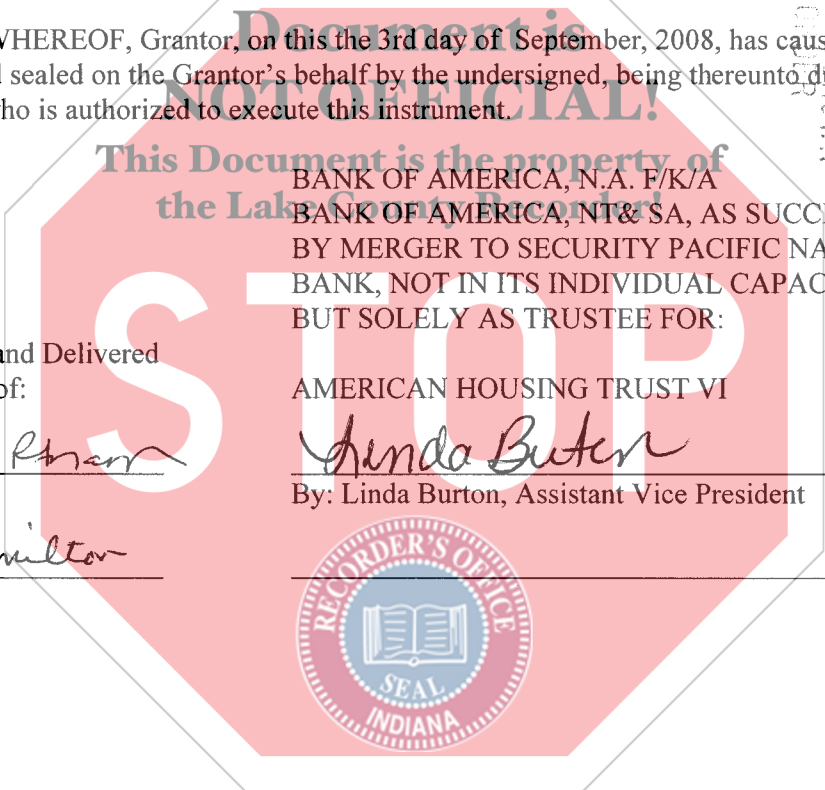 Document is
WHEREOF, Grantor, on this the 3rd day of September, 2008, has caus
sealed on the Grantor's behalf by the undersigned, being thereunto d
who is authorized to execute this instrument.
NOT OFFICIAL!
This Document is the property of
the Lake County Recorder!
BANK OF AMERICA, N.A. F/K/A
BANK OF AMERICA, NT& SA, AS SUCC
BY MERGER TO SECURITY PACIFIC NA
BANK, NOT IN ITS INDIVIDUAL CAPAC
BUT SOLELY AS TRUSTEE FOR:
STOP
and Delivered
of:
AMERICAN HOUSING TRUST VI
Linda Burton
By: Linda Burton, Assistant Vice President
milton
RECORDER'S OFFICE
SEAL
INDIANA